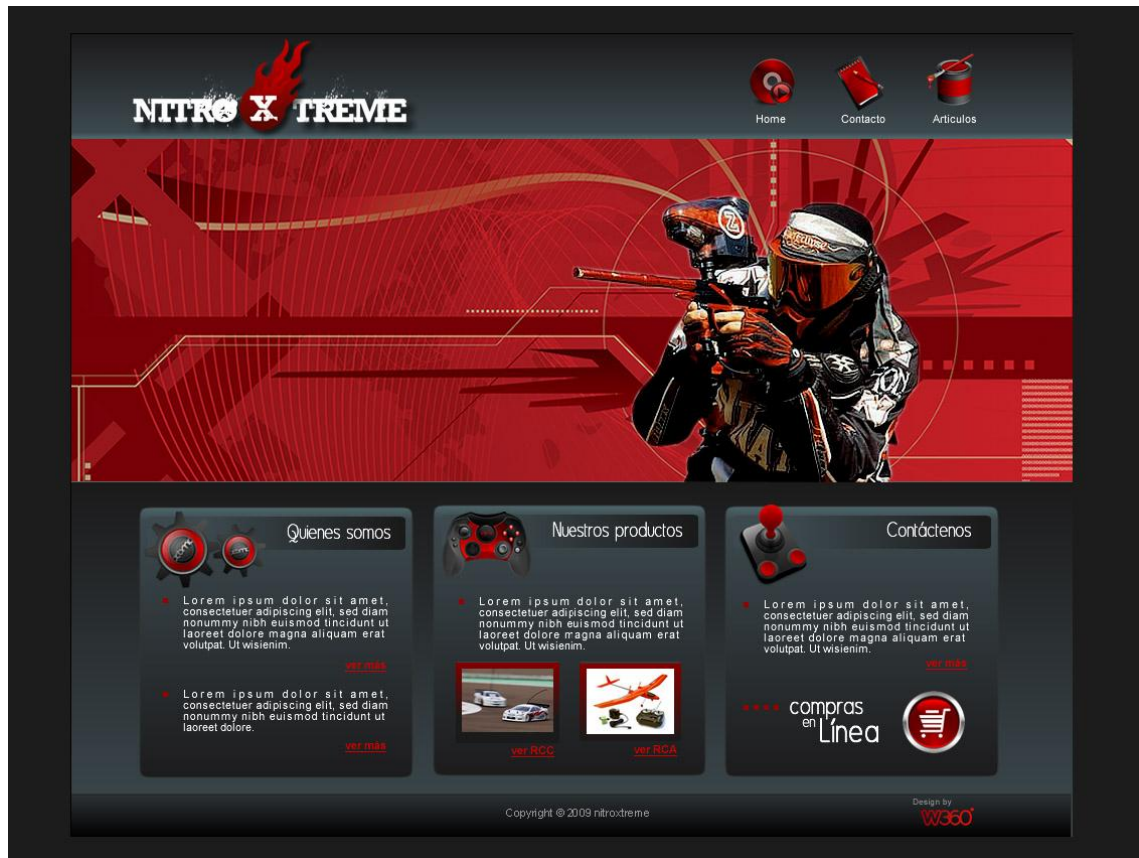 NITRO X TREME
Home
Contacto
Articulos
Z
Eclipse
Quienes somos
Lorem ipsum dolor sit amet,
consectetuer adipiscing elit, sed diam
nonummy nibh euismod tincidunt ut
laoreet dolore magna aliquam erat
volutpat. Ut wisienim.
ver más
Lorem ipsum dolor sit amet,
consectetuer adipiscing elit, sed diam
nonummy nibh euismod tincidunt ut
laoreet dolore.
ver más
Nuestros productos
Lorem ipsum dolor sit amet,
consectetuer adipiscing elit, sed diam
nonummy nibh euismod tincidunt ut
laoreet dolore magna aliquam erat
volutpat. Ut wisienim.
ver RCC
ver RCA
Contáctenos
Lorem ipsum dolor sit amet,
consectetuer adipiscing elit, sed diam
nonummy nibh euismod tincidunt ut
laoreet dolore magna aliquam erat
volutpat. Ut wisienim.
ver más
compras
en
Línea
Copyright © 2009 nitroxtreme
Design by
W360°